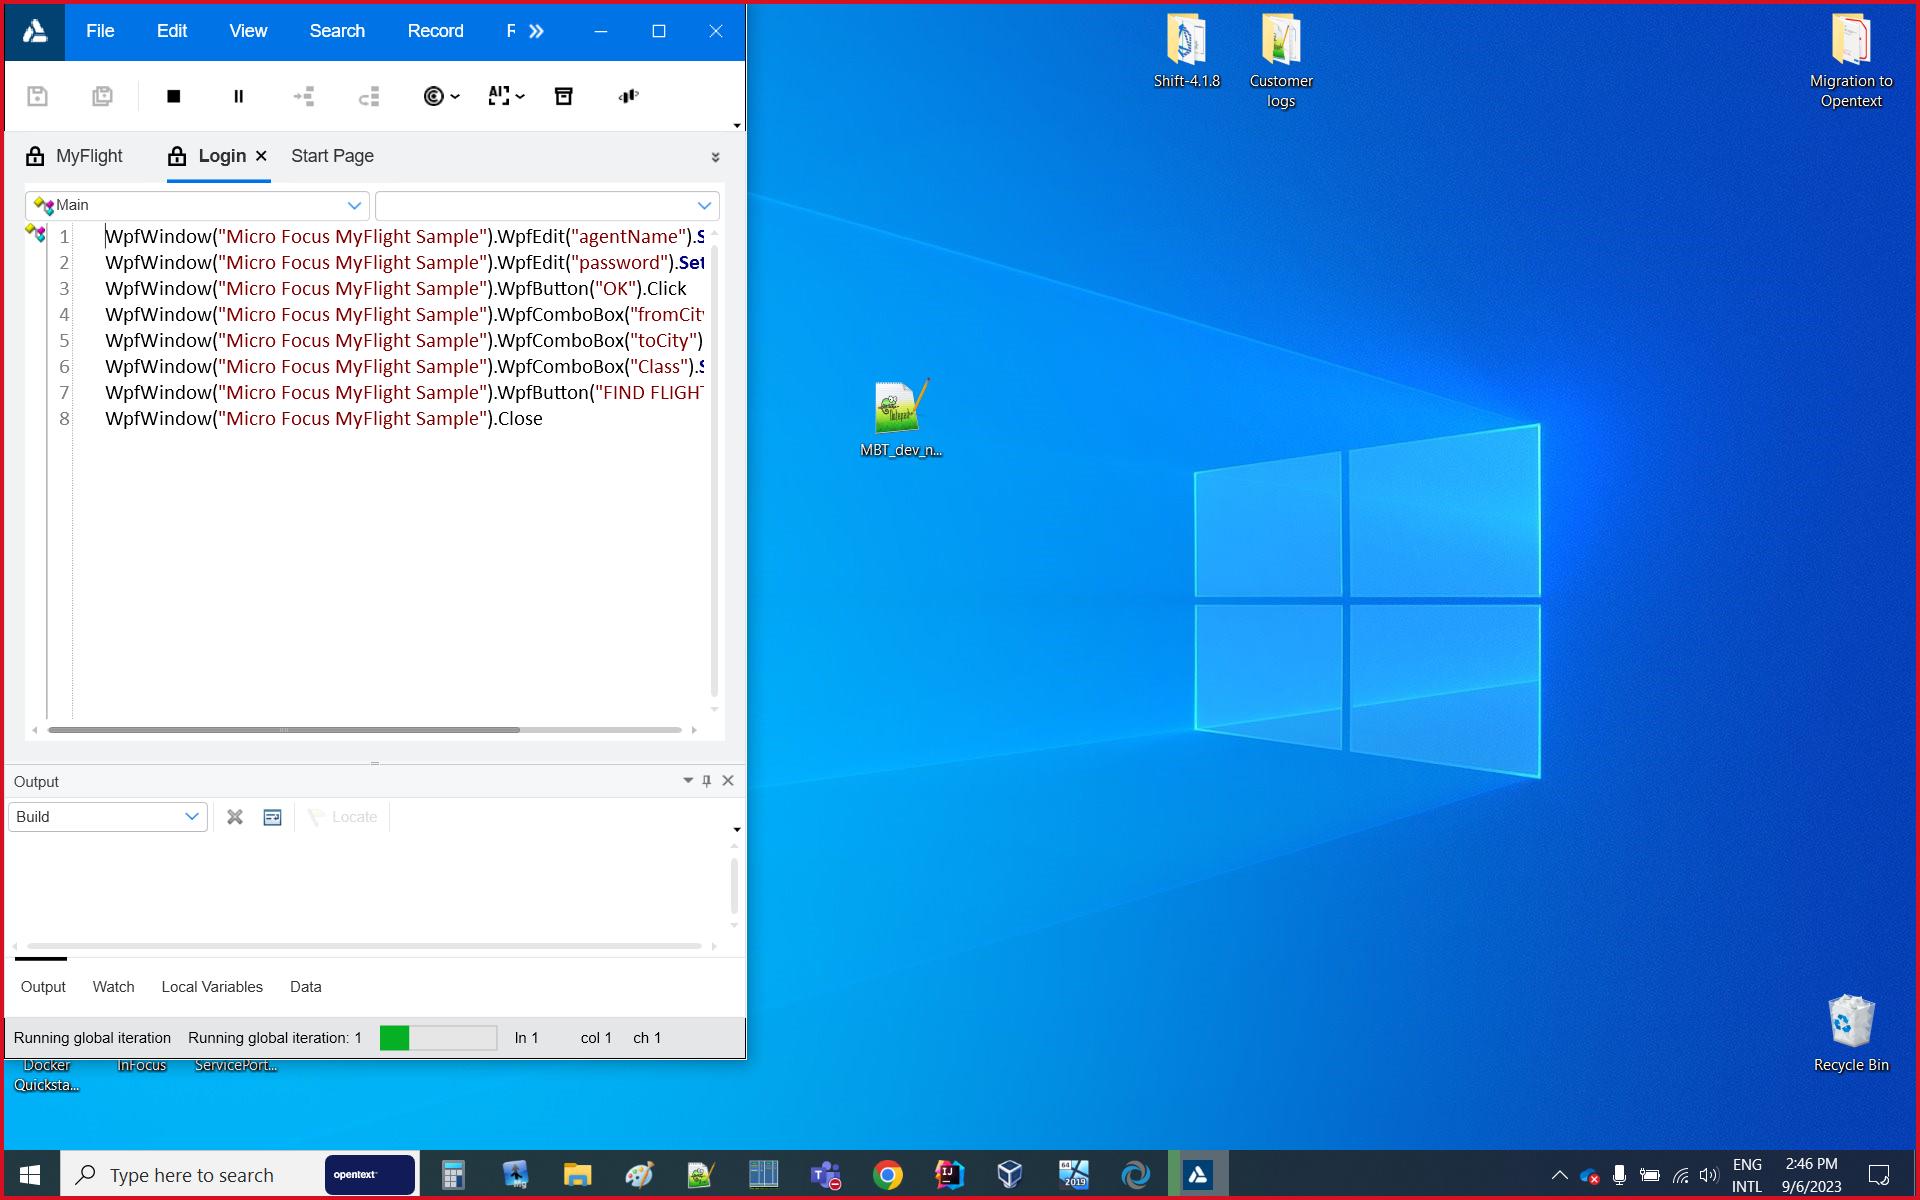 File Edit View Search Record
MyFlight Login Start Page
Main
1 WpfWindow("Micro Focus MyFlight Sample").WpfEdit("agentName").S
2 WpfWindow("Micro Focus MyFlight Sample").WpfEdit("password").Set
3 WpfWindow("Micro Focus MyFlight Sample").WpfButton("OK").Click
4 WpfWindow("Micro Focus MyFlight Sample").WpfComboBox("fromCity
5 WpfWindow("Micro Focus MyFlight Sample").WpfComboBox("toCity")
6 WpfWindow("Micro Focus MyFlight Sample").WpfComboBox("Class").S
7 WpfWindow("Micro Focus MyFlight Sample").WpfButton("FIND FLIGHT
8 WpfWindow("Micro Focus MyFlight Sample").Close
Output
Build Locate
Output Watch Local Variables Data
Running global iteration Running global iteration: 1 ln 1 col 1 ch 1
Docker
Quicksta...
InFocus
ServicePort...
Shift-4.1.8
Customer
logs
Migration to
Opentext
MBT_dev_n...
Recycle Bin
Type here to search
opentext
64
2019
ENG
INTL
2:46 PM
9/6/2023